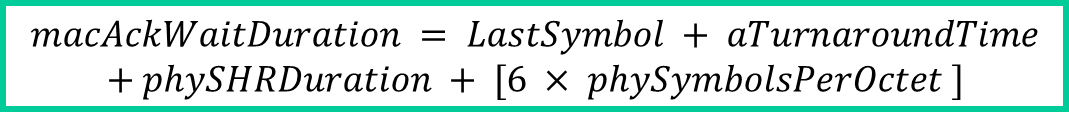 macAckWaitDuration = LastSymbol + aTurnaroundTime
+ phySHRDuration + [6 × phySymbolsPerOctet ]